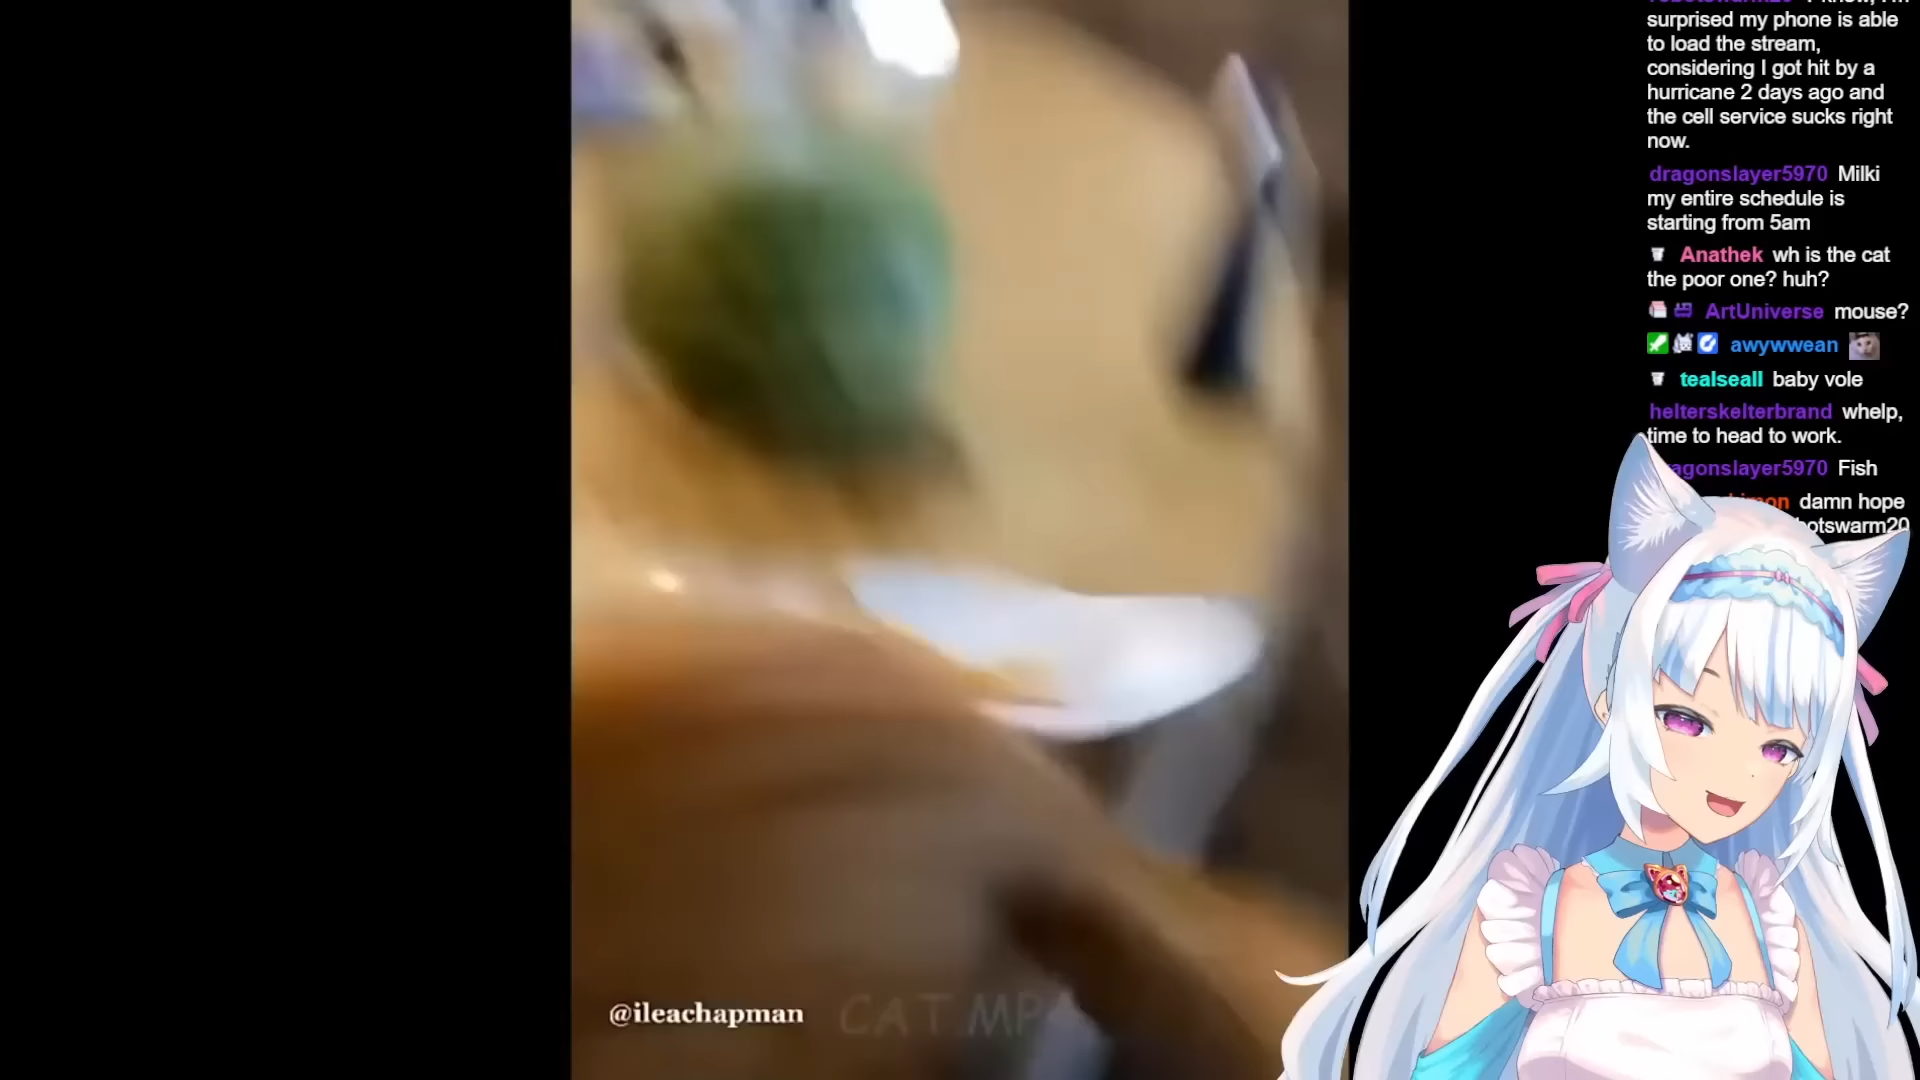 surprised my phone is able
to load the stream,
considering I got hit by a
hurricane 2 days ago and
the cell service sucks right
now.
dragonslayer5970 Milki
my entire schedule is
starting from 5am
Anathek wh is the cat
the poor one? huh?
ArtUniverse mouse?
awywwean
tealseall baby vole
helterskelterbrand whelp,
time to head to work.
agonslayer5970 Fish
damn hope
botswarm20
@ileachapman CAT MP4